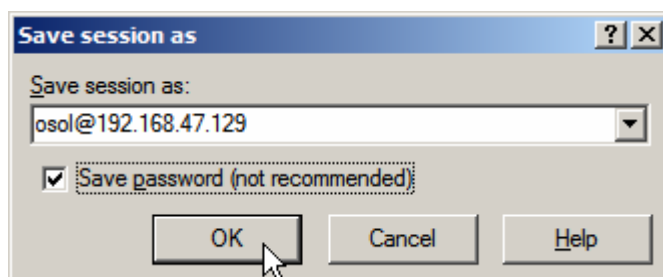 Save session as
Save session as:
osol@192.168.47.129
Save password (not recommended)
OK Cancel Help